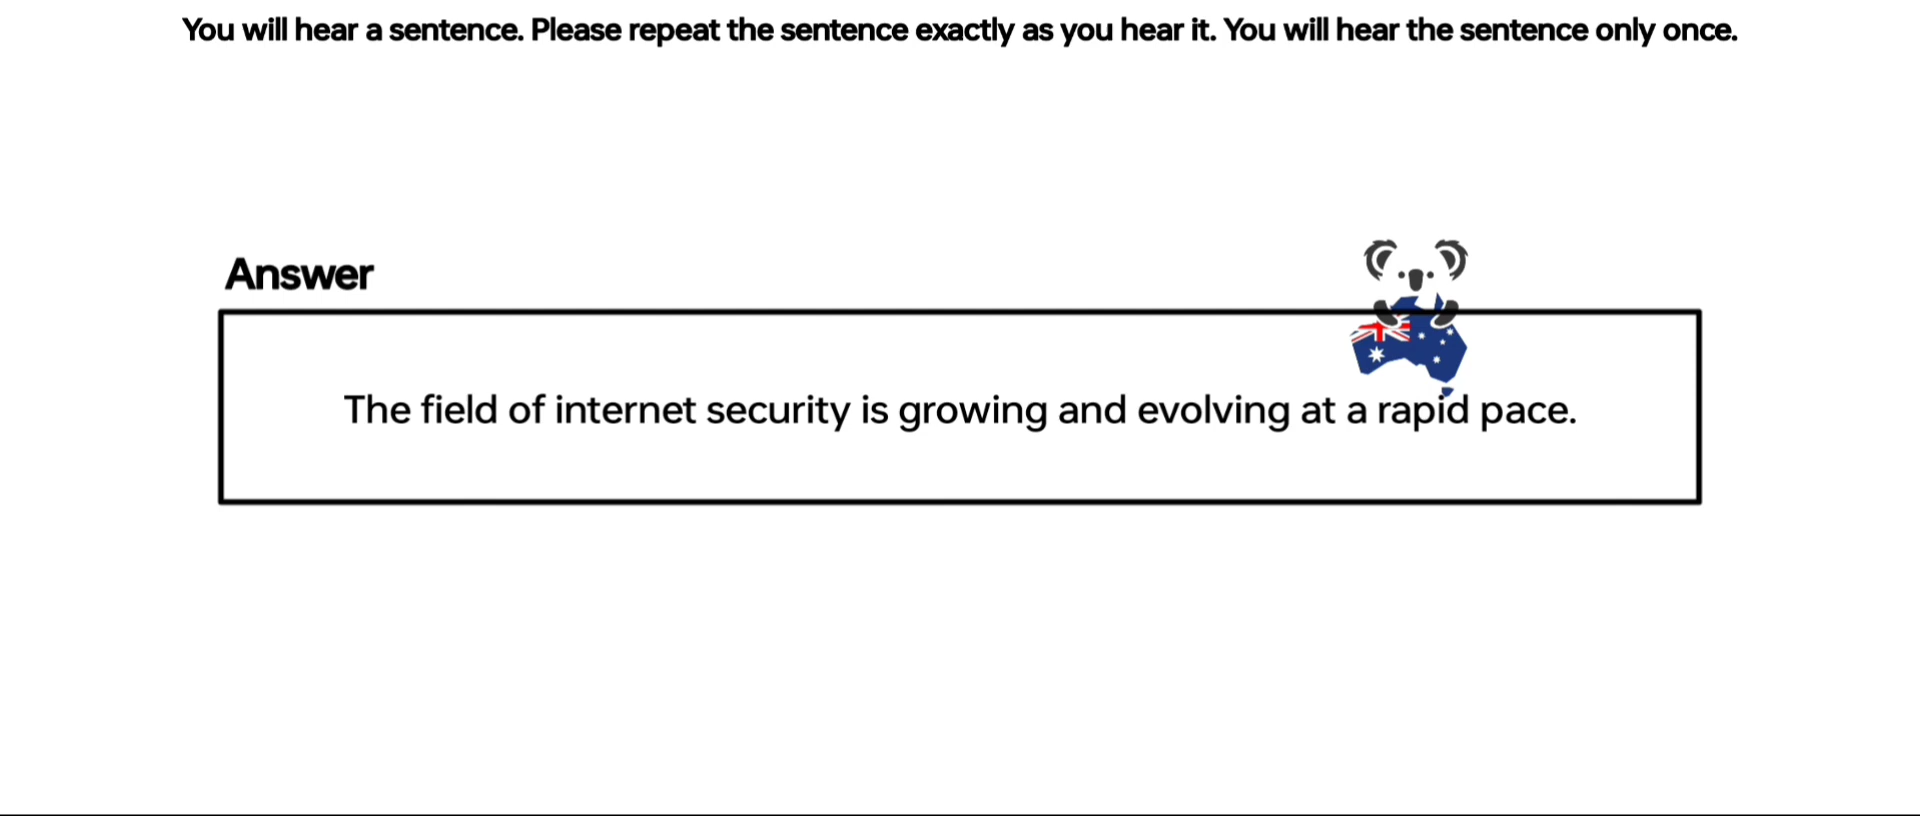 You will hear a sentence. Please repeat the sentence exactly as you hear it. You will hear the sentence only once.
Answer
The field of internet security is growing and evolving at a rapid pace.